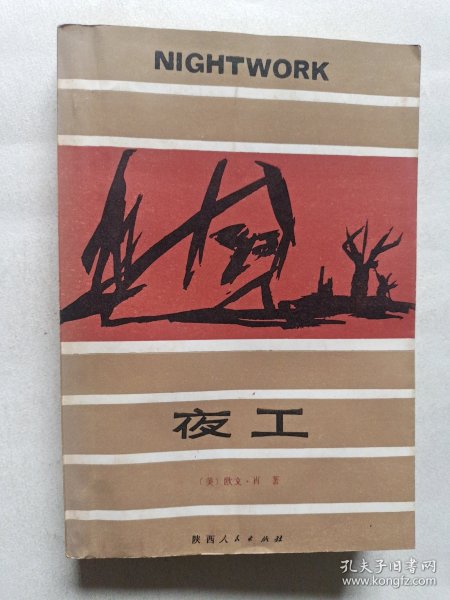 NIGHTWORK
夜工
〔美〕欧文·肖 著
陕西人民出版社
孔夫子旧书网
www.kongfz.com